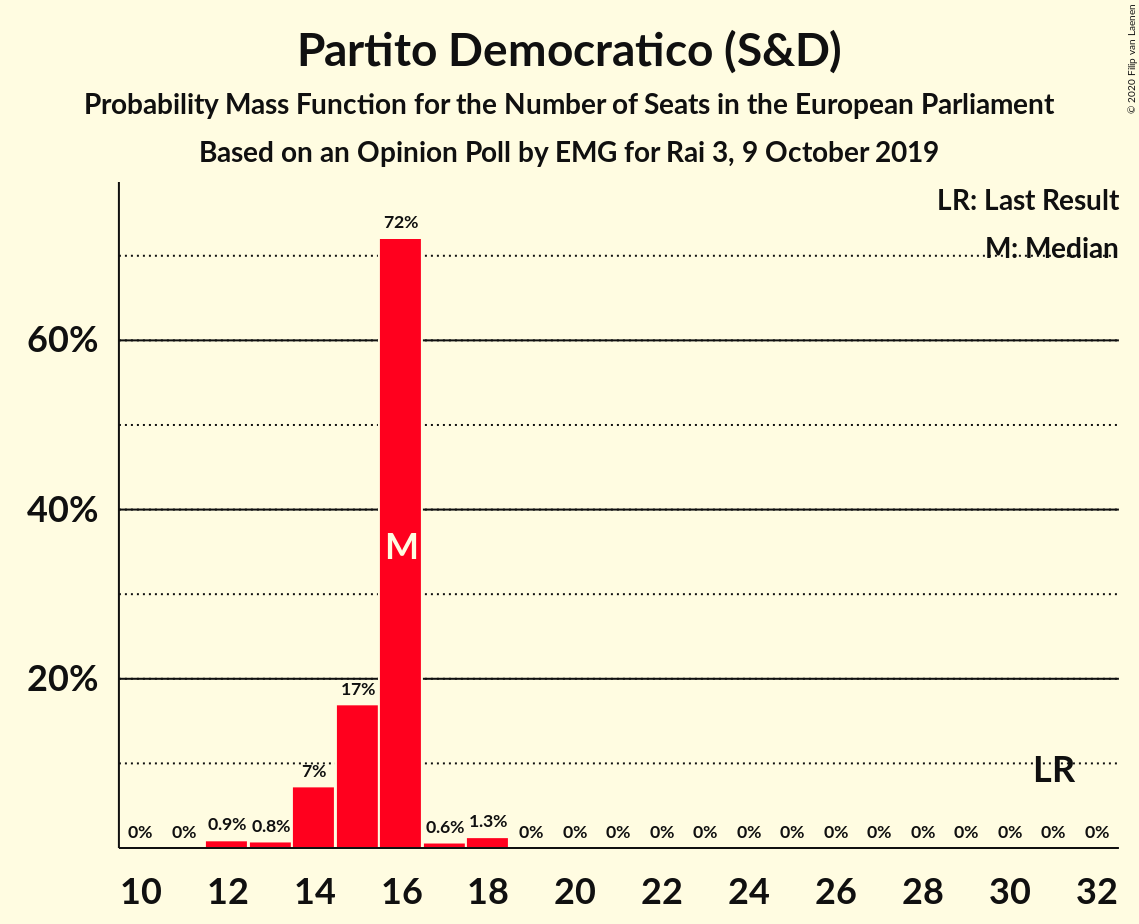 Partito Democratico (S&D)
Probability Mass Function for the Number of Seats in the European Parliament
Based on an Opinion Poll by EMG for Rai 3, 9 October 2019
© 2020 Filip van Laenen
LR: Last Result
M: Median
60%
40%
20%
0% 0% 0.9% 0.8% 7% 17% 72% 0.6% 1.3% 0% 0% 0% 0% 0% 0% 0% 0% 0% 0% 0% 0% 0% 0%
M
LR
10 12 14 16 18 20 22 24 26 28 30 32